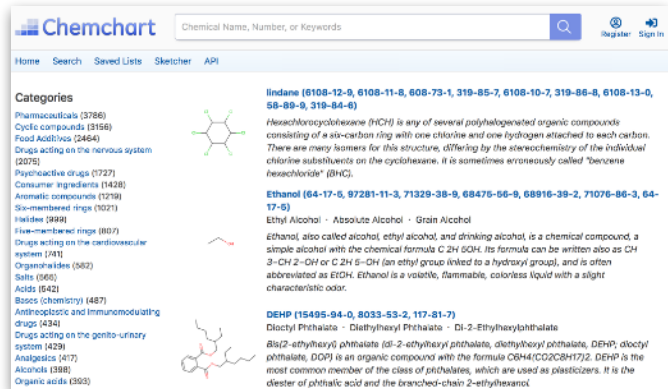 Chemchart
Chemical Name, Number, or Keywords
Register Sign In
Home Search Saved Lists Sketcher API
Categories
Pharmaceuticals (3786)
Cyclic compounds (3156)
Food Additives (2464)
Drugs acting on the nervous system
(2075)
Psychoactive drugs (1727)
Consumer Ingredients (1428)
Aromatic compounds (1219)
Six-membered rings (1021)
Halides (999)
Five-membered rings (807)
Drugs acting on the cardiovascular
system (741)
Organohalides (582)
Salts (565)
Acids (542)
Bases (chemistry) (487)
Antineoplastic and immunomodulating
drugs (434)
Drugs acting on the genito-urinary
system (429)
Analgesics (417)
Alcohols (398)
Organic acids (393)
lindane (6108-12-9, 6108-11-8, 608-73-1, 319-85-7, 6108-10-7, 319-86-8, 6108-13-0,
58-89-9, 319-84-6)
Hexachlorocyclohexane (HCH) is any of several polyhalogenated organic compounds
consisting of a six-carbon ring with one chlorine and one hydrogen attached to each carbon.
There are many isomers for this structure, differing by the stereochemistry of the individual
chlorine substituents on the cyclohexane. It is sometimes erroneously called "benzene
hexachloride" (BHC).
Ethanol (64-17-5, 97281-11-3, 71329-38-9, 68475-56-9, 68916-39-2, 71076-86-3, 64-
17-5)
Ethyl Alcohol · Absolute Alcohol · Grain Alcohol
Ethanol, also called alcohol, ethyl alcohol, and drinking alcohol, is a chemical compound, a
simple alcohol with the chemical formula C 2H 5OH. Its formula can be written also as CH
3−CH 2−OH or C 2H 5−OH (an ethyl group linked to a hydroxyl group), and is often
abbreviated as EtOH. Ethanol is a volatile, flammable, colorless liquid with a slight
characteristic odor.
DEHP (15495-94-0, 8033-53-2, 117-81-7)
Dioctyl Phthalate · Diethylhexyl Phthalate · Di-2-Ethylhexylphthalate
Bis(2-ethylhexyl) phthalate (di-2-ethylhexyl phthalate, diethylhexyl phthalate, DEHP; dioctyl
phthalate, DOP) is an organic compound with the formula C6H4(CO2C8H17)2. DEHP is the
most common member of the class of phthalates, which are used as plasticizers. It is the
diester of phthalic acid and the branched-chain 2-ethylhexanol.